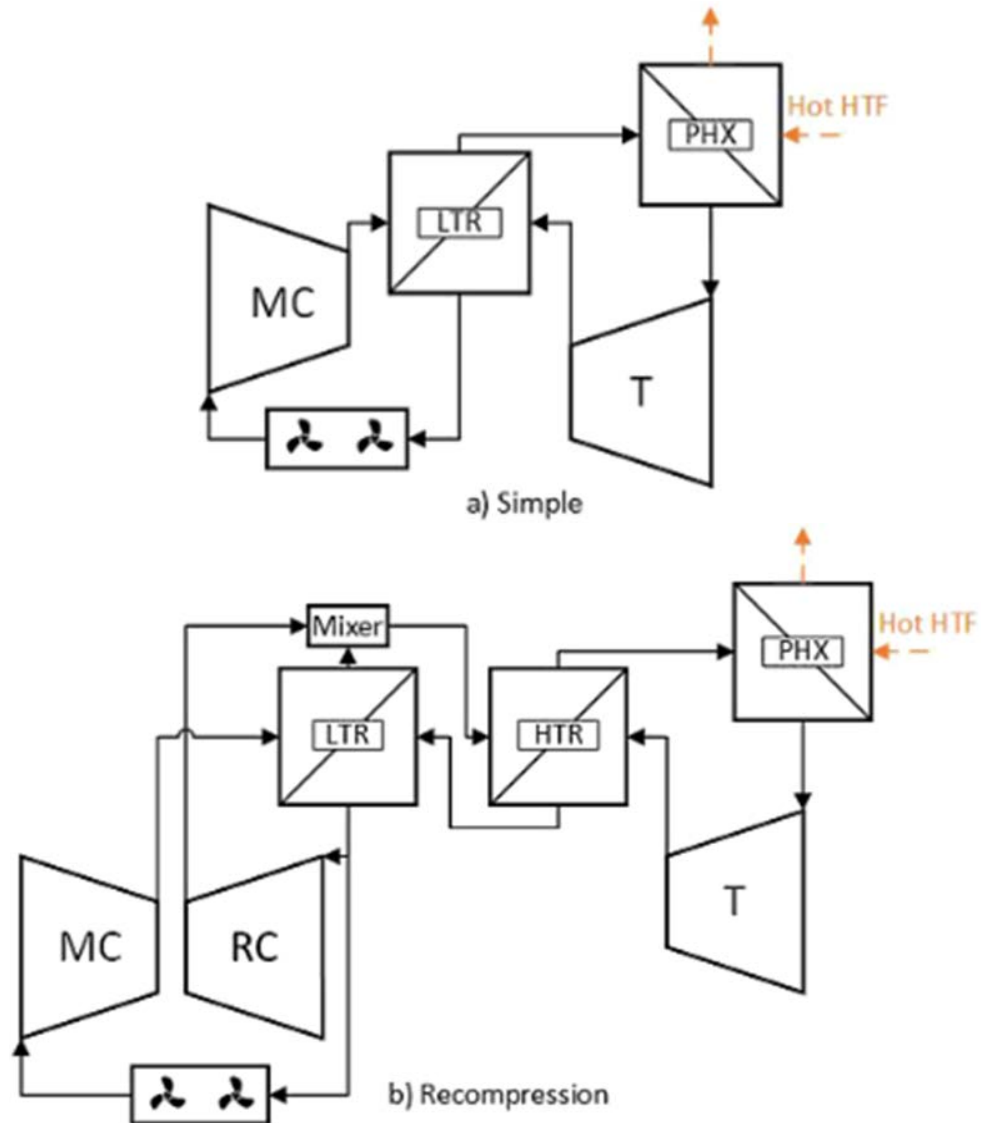 Hot HTF
PHX
LTR
MC
T
a) Simple
Mixer
Hot HTF
PHX
LTR
HTR
MC
RC
T
b) Recompression